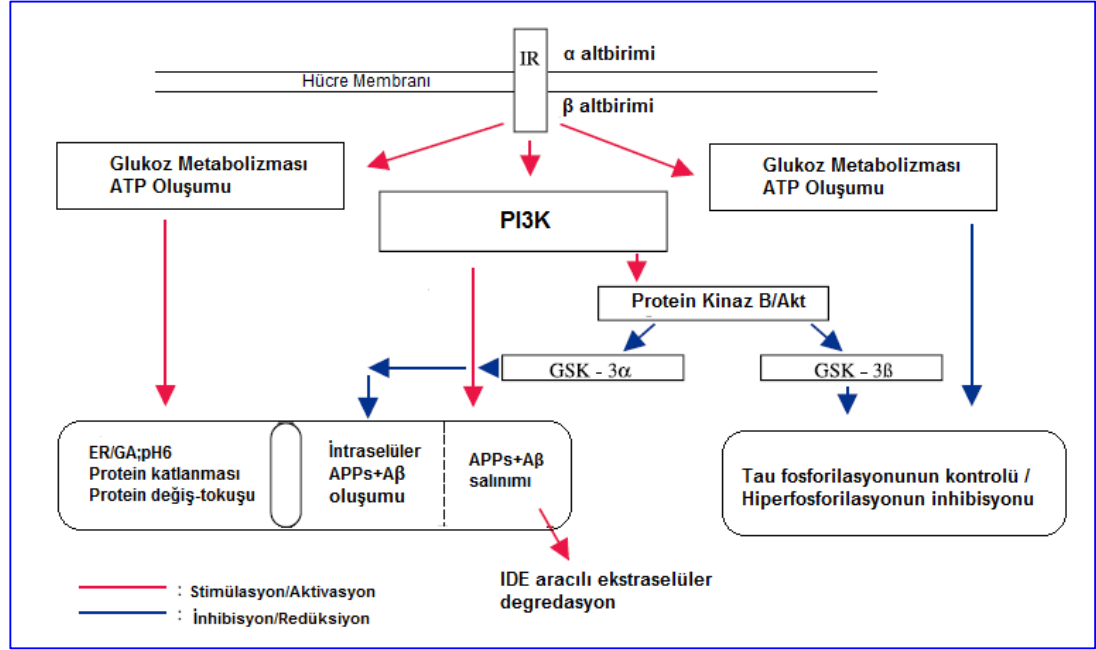 IR
α altbirimi
Hücre Membranı
β altbirimi
Glukoz Metabolizması
ATP Oluşumu
PI3K
Glukoz Metabolizması
ATP Oluşumu
Protein Kinaz B/Akt
GSK - 3α
GSK - 3ß
ER/GA;pH6
Protein katlanması
Protein değiş-tokuşu
İntraselüler
APPs+Aβ
oluşumu
APPs+Aβ
salınımı
Tau fosforilasyonunun kontrolü /
Hiperfosforilasyonun inhibisyonu
IDE aracılı ekstraselüler
degredasyon
: Stimülasyon/Aktivasyon
: İnhibisyon/Redüksiyon